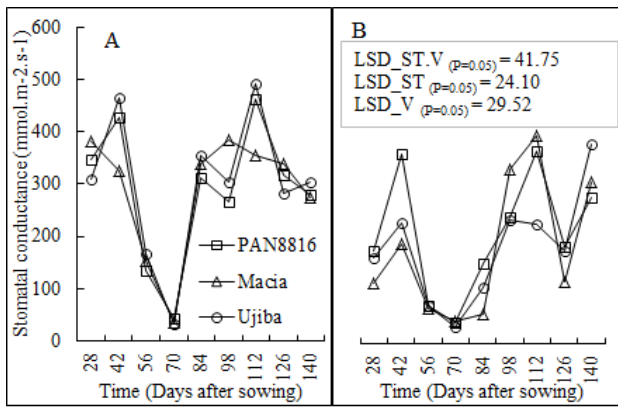 A
B
LSD_ST.V (P=0.05) = 41.75
LSD_ST (P=0.05) = 24.10
LSD_V (P=0.05) = 29.52
Stomatal conductance (mmol.m-2.s-1)
600
500
400
300
200
100
0
PAN8816
Macia
Ujiba
28 42 56 70 84 98 112 126 140
Time (Days after sowing)
28 42 56 70 84 98 112 126 140
Time (Days after sowing)